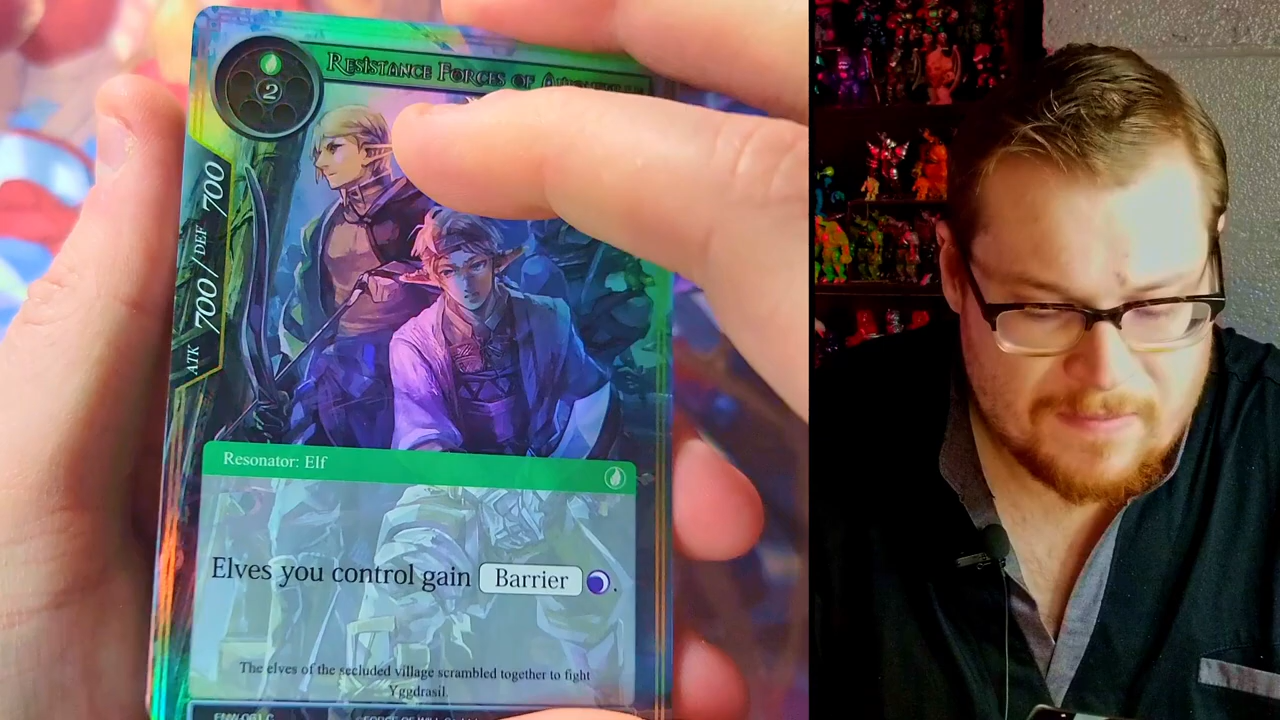 RESISTANCE FORCES OF
2
ATK 700 / DEF 700
Resonator: Elf
Elves you control gain Barrier .
The elves of the secluded village scrambled together to fight
Yggdrasil.